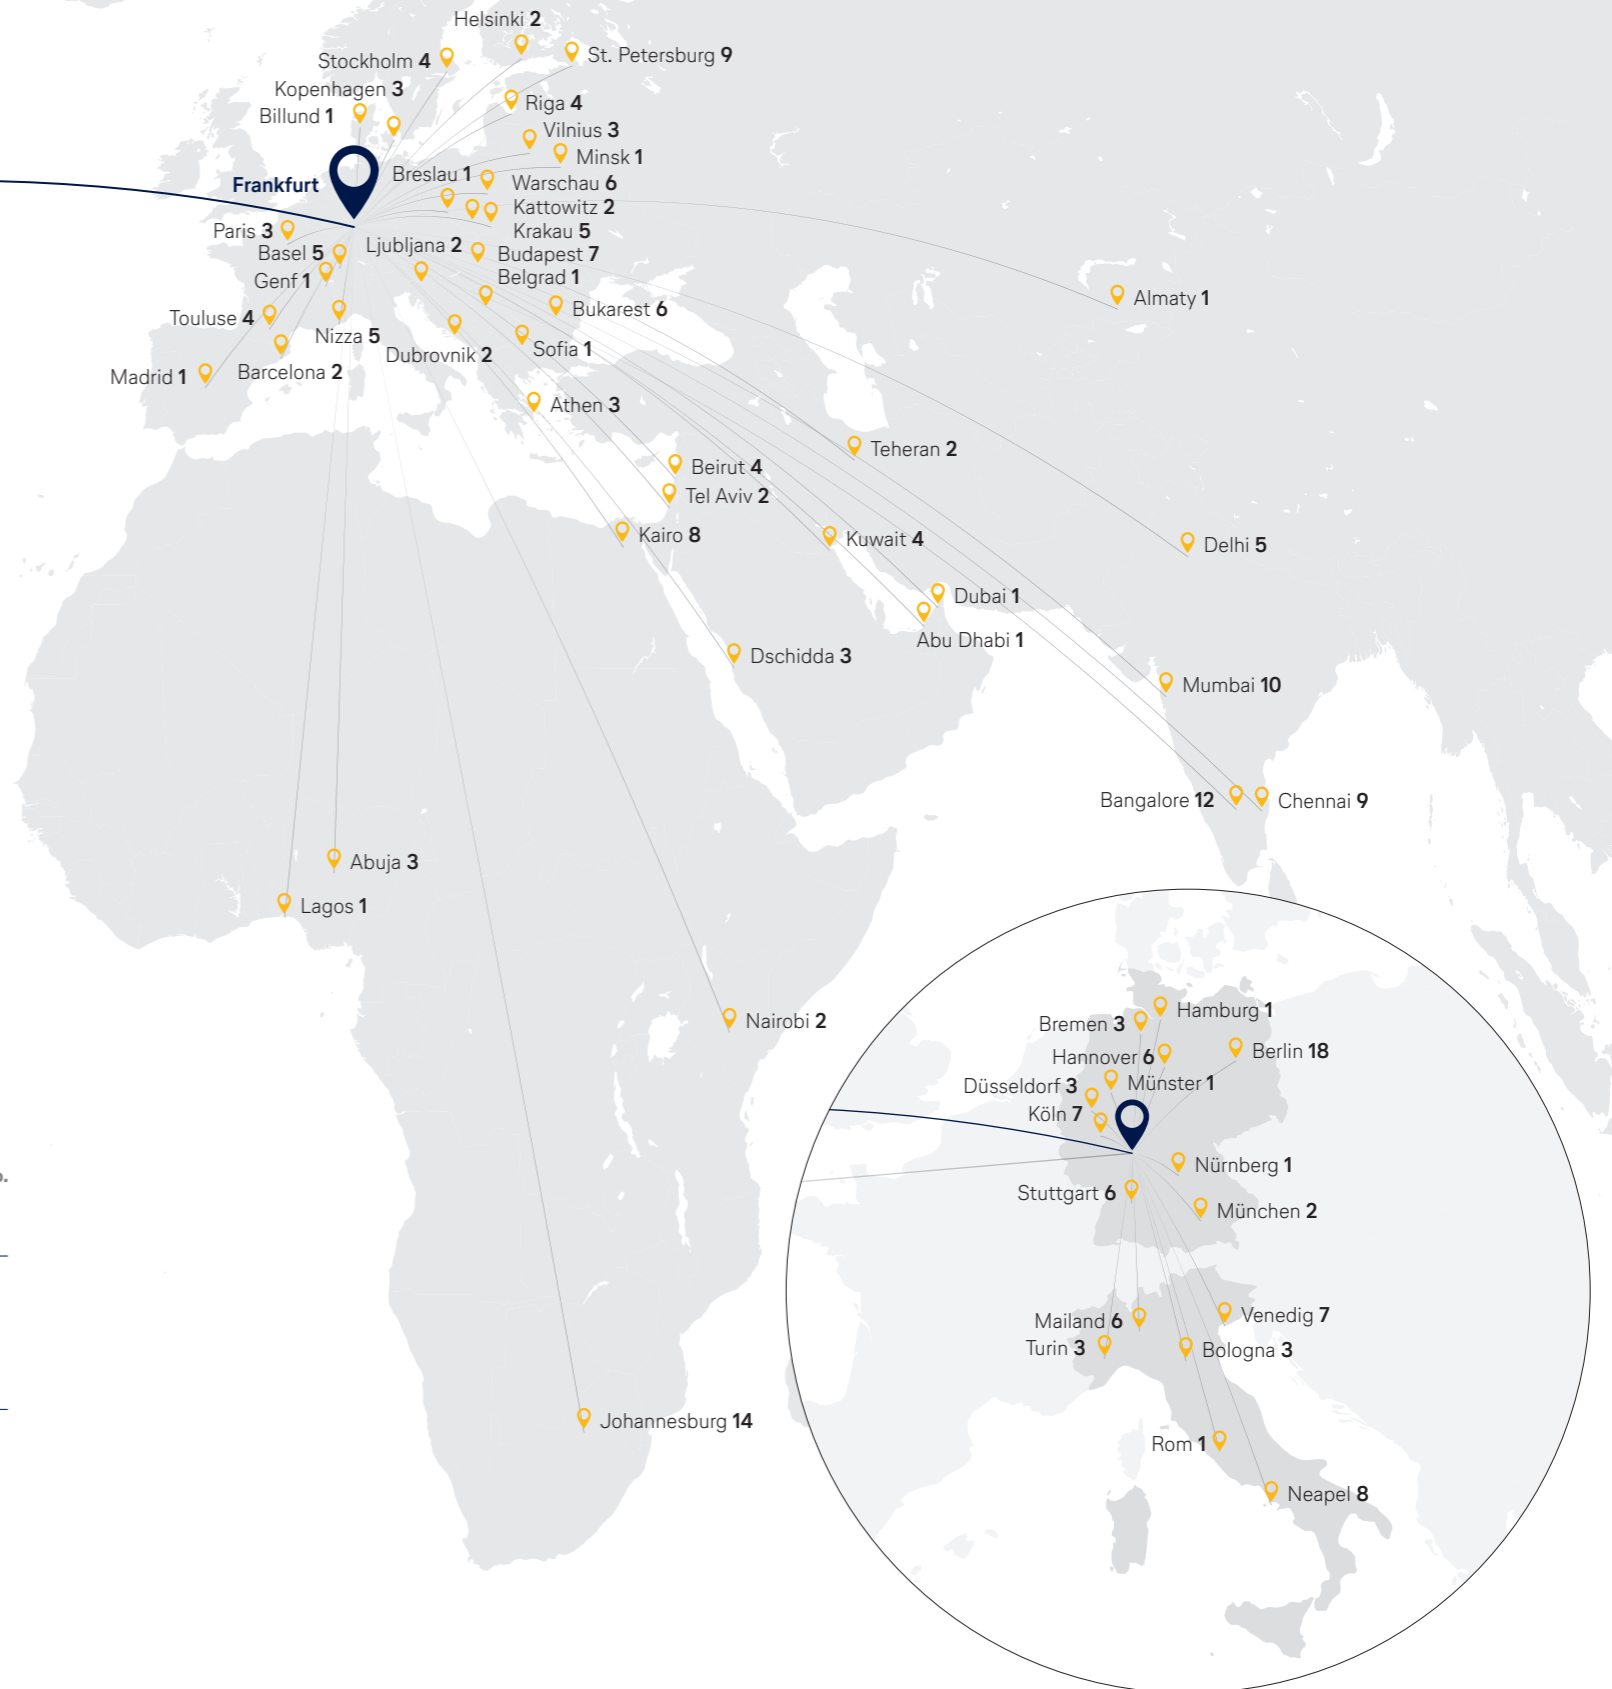 Helsinki 2
Stockholm 4
St. Petersburg 9
Kopenhagen 3
Billund 1
Riga 4
Vilnius 3
Minsk 1
Breslau 1
Frankfurt
Warschau 6
Kattowitz 2
Krakau 5
Paris 3
Ljubljana 2
Basel 5
Budapest 7
Genf 1
Belgrad 1
Almaty 1
Bukarest 6
Touluse 4
Nizza 5
Sofia 1
Dubrovnik 2
Madrid 1
Barcelona 2
Athen 3
Teheran 2
Beirut 4
Tel Aviv 2
Kairo 8
Kuwait 4
Delhi 5
Dubai 1
Abu Dhabi 1
Dschidda 3
Mumbai 10
Bangalore 12
Chennai 9
Abuja 3
Lagos 1
Nairobi 2
Johannesburg 14
Hamburg 1
Bremen 3
Berlin 18
Hannover 6
Münster 1
Düsseldorf 3
Köln 7
Nürnberg 1
Stuttgart 6
München 2
Venedig 7
Mailand 6
Turin 3
Bologna 3
Rom 1
Neapel 8